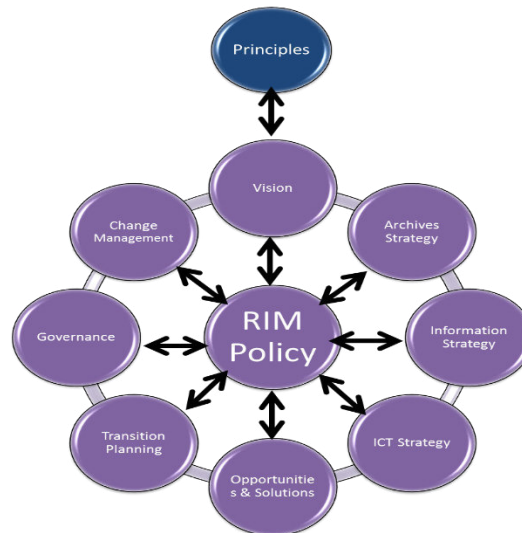 Principles
Vision
Change
Management
Archives
Strategy
Governance
RIM
Policy
Information
Strategy
Transition
Planning
ICT Strategy
Opportunitie
s & Solutions